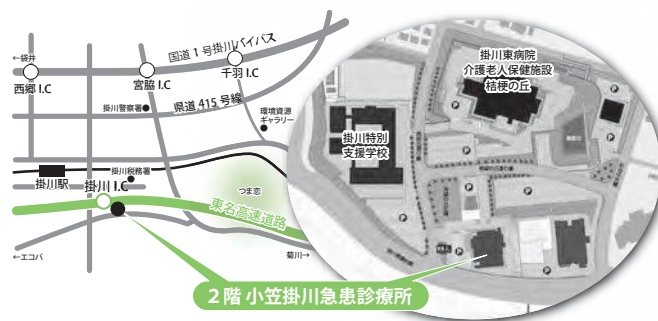 国道1号掛川バイパス
←袋井
西郷 I.C
宮脇 I.C
千羽 I.C
掛川警察署
県道 415 号線
環境資源
ギャラリー
掛川駅
掛川税務署
掛川 I.C
つま恋
東名高速道路
←エコパ
菊川→
掛川東病院
介護老人保健施設
桔梗の丘
掛川特別
支援学校
P
P
P
P
P
P
P
P
2階 小笠掛川急患診療所